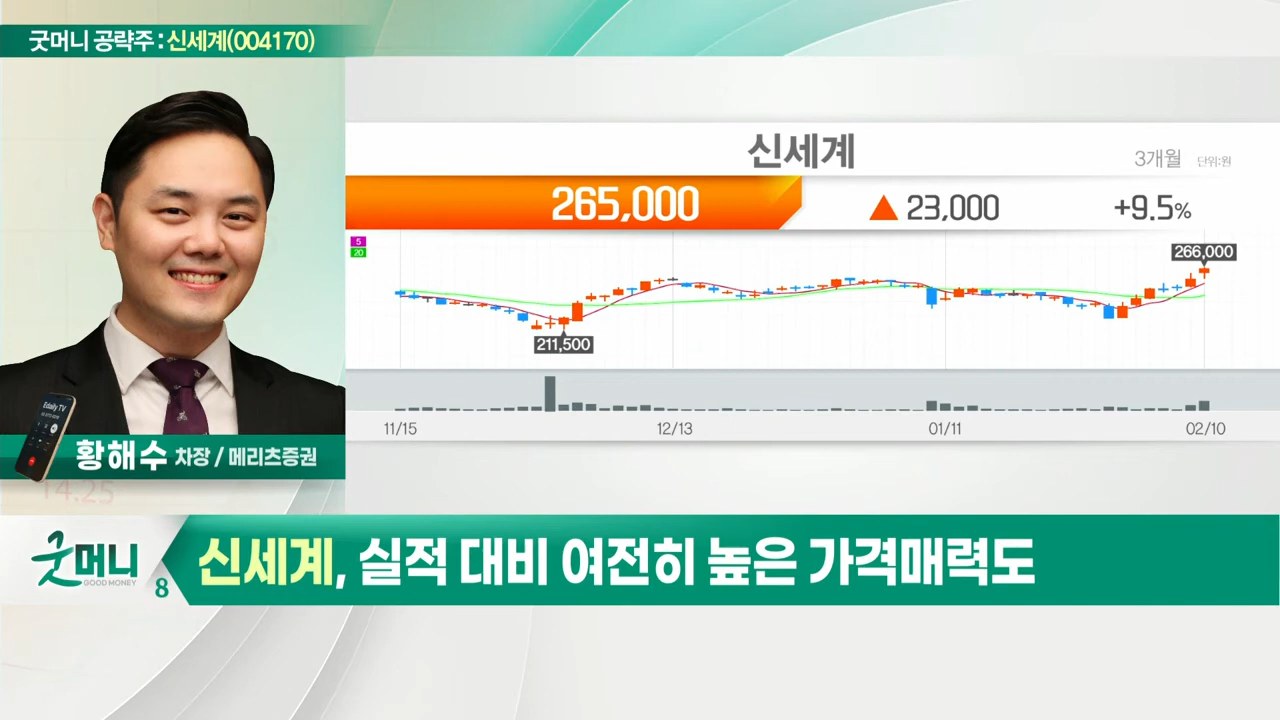 굿머니 공략주 : 신세계(004170)
신세계
3개월 단위:원
265,000 ▲ 23,000 +9.5%
5
20
266,000
211,500
11/15 12/13 01/11 02/10
Edaily TV
황해수 차장 / 메리츠증권
14.25
굿머니
GOOD MONEY
8
신세계, 실적 대비 여전히 높은 가격매력도